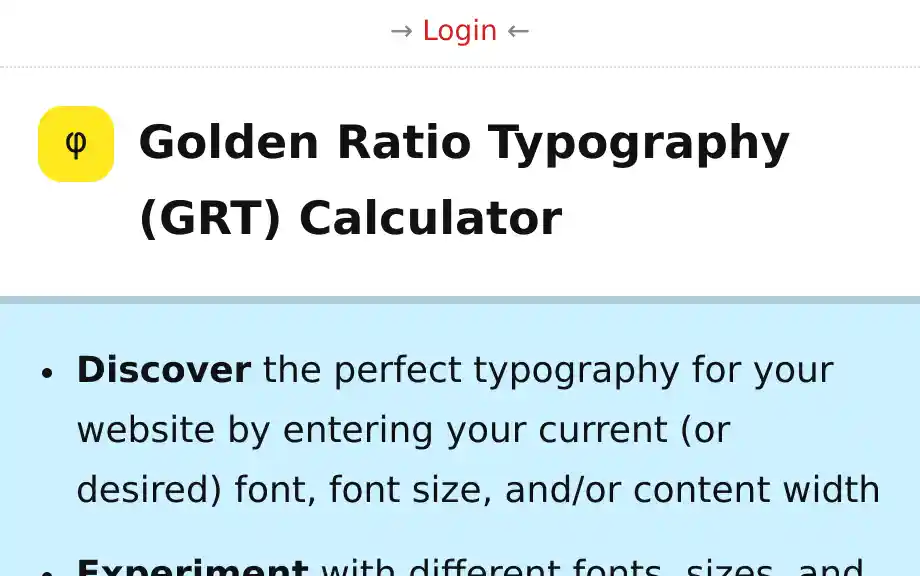 → Login ←
φ
Golden Ratio Typography
(GRT) Calculator
• Discover the perfect typography for your
website by entering your current (or
desired) font, font size, and/or content width
• Experiment with different fonts, sizes, and